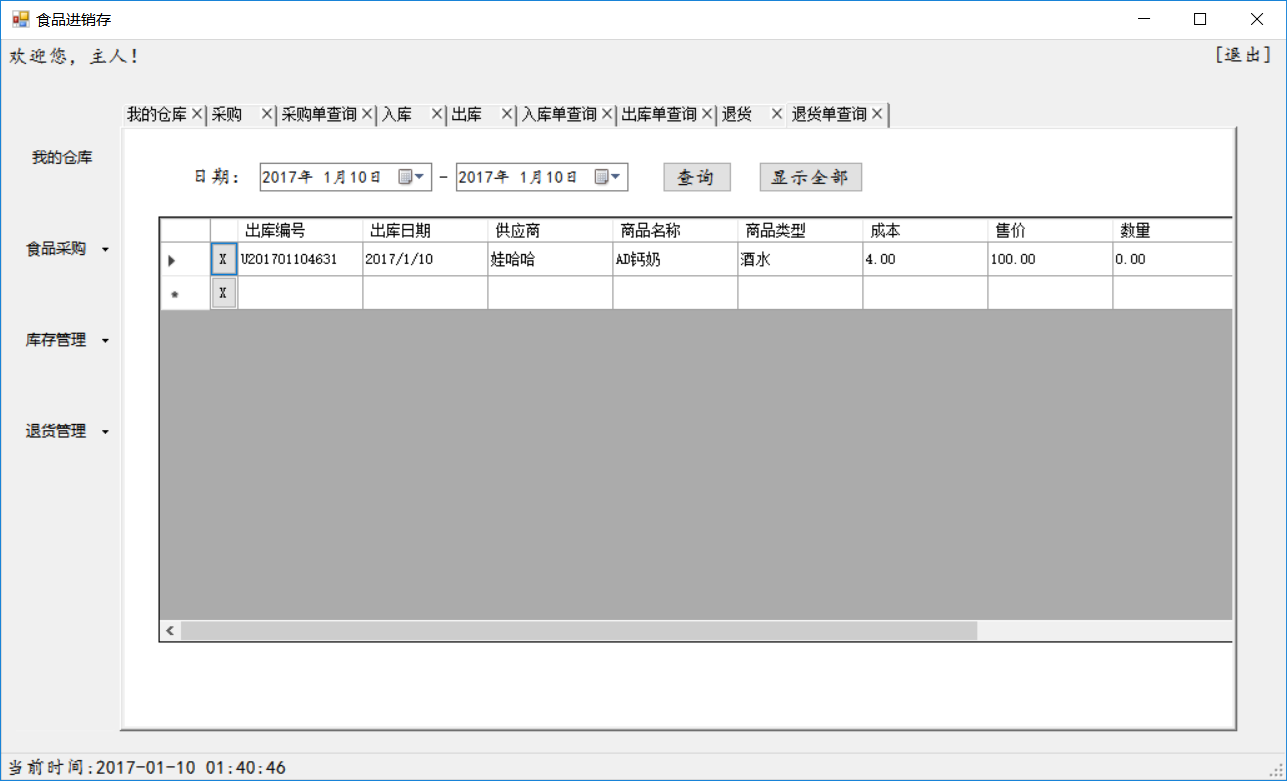 食品进销存
欢迎您，主人！ [退出]
我的仓库 采购 采购单查询 入库 出库 入库单查询 出库单查询 退货 退货单查询
我的仓库
食品采购
库存管理
退货管理
日期： 2017年 1月10日 - 2017年 1月10日 查询 显示全部
出库编号 出库日期 供应商 商品名称 商品类型 成本 售价 数量
X U201701104631 2017/1/10 娃哈哈 AD钙奶 酒水 4.00 100.00 0.00
* X
当前时间:2017-01-10 01:40:46